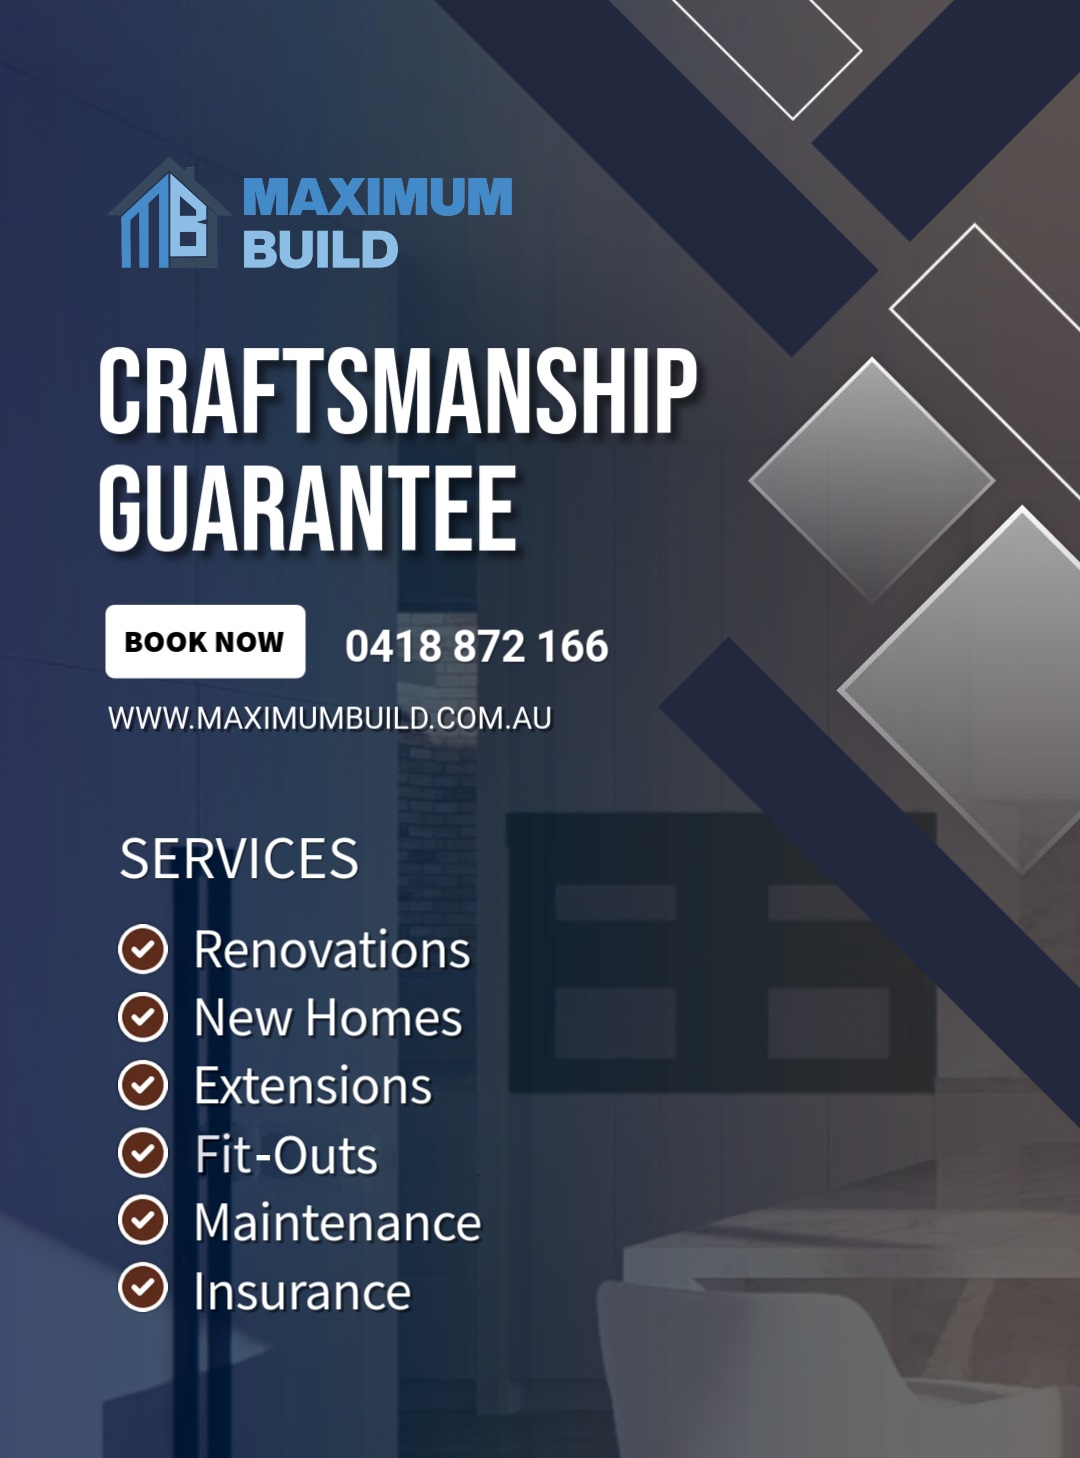 MB
MAXIMUM
BUILD
CRAFTSMANSHIP
GUARANTEE
BOOK NOW
0418 872 166
WWW.MAXIMUMBUILD.COM.AU
SERVICES
Renovations
New Homes
Extensions
Fit-Outs
Maintenance
Insurance